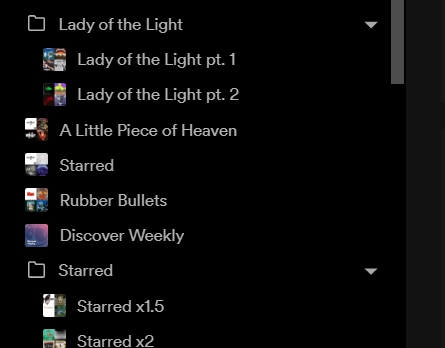 Lady of the Light
Lady of the Light pt. 1
Lady of the Light pt. 2
A Little Piece of Heaven
Starred
Rubber Bullets
Discover Weekly
Starred
Starred x1.5
Starred x2